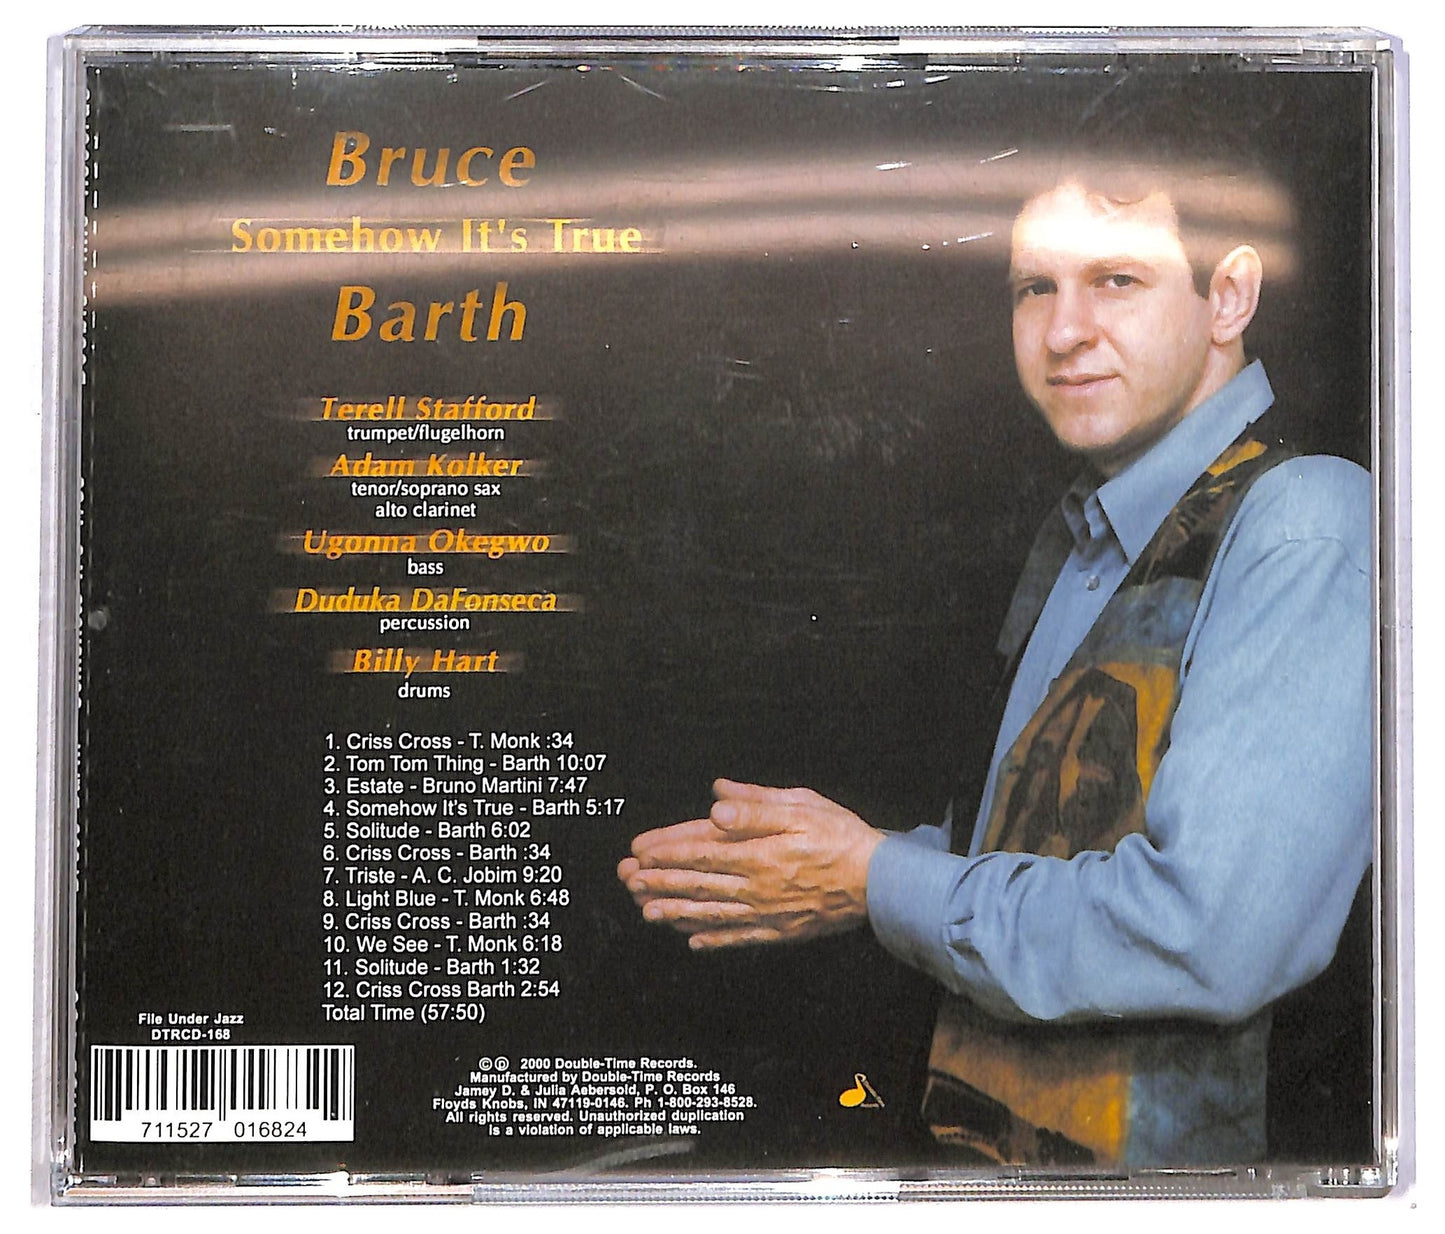 Bruce
Somehow It's True
Barth
Terell Stafford
trumpet/flugelhorn
Adam Kolker
tenor/soprano sax
alto clarinet
Ugonna Okegwo
bass
Duduka DaFonseca
percussion
Billy Hart
drums
1. Criss Cross - T. Monk :34
2. Tom Tom Thing - Barth 10:07
3. Estate - Bruno Martini 7:47
4. Somehow It's True - Barth 5:17
5. Solitude - Barth 6:02
6. Criss Cross - Barth :34
7. Triste - A. C. Jobim 9:20
8. Light Blue - T. Monk 6:48
9. Criss Cross - Barth :34
10. We See - T. Monk 6:18
11. Solitude - Barth 1:32
12. Criss Cross Barth 2:54
Total Time (57:50)
File Under Jazz
DTRCD-168
711527 016824
©℗ 2000 Double-Time Records.
Manufactured by Double-Time Records
Jamey D. & Julia Aebersold, P. O. Box 146
Floyds Knobs, IN 47119-0146. Ph 1-800-293-8528.
All rights reserved. Unauthorized duplication
is a violation of applicable laws.